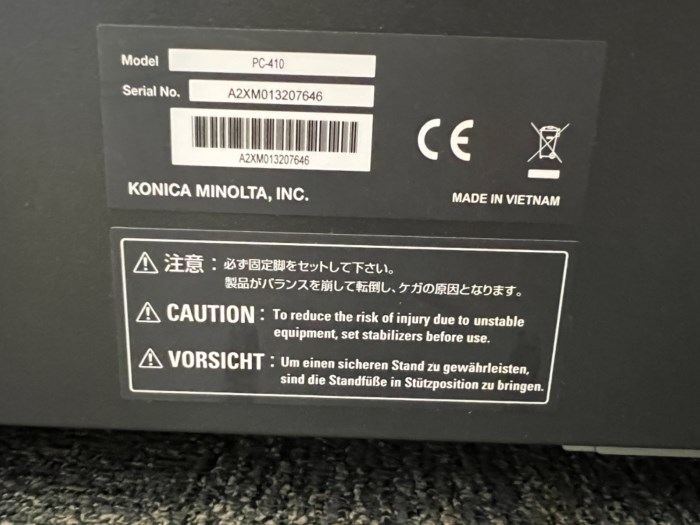 Model PC-410
Serial No. A2XM013207646
A2XM013207646
CE
KONICA MINOLTA, INC.
MADE IN VIETNAM
注意：必ず固定脚をセットして下さい。
製品がバランスを崩して転倒し、ケガの原因となります。
CAUTION : To reduce the risk of injury due to unstable
equipment, set stabilizers before use.
VORSICHT : Um einen sicheren Stand zu gewährleisten,
sind die Standfüße in Stützposition zu bringen.